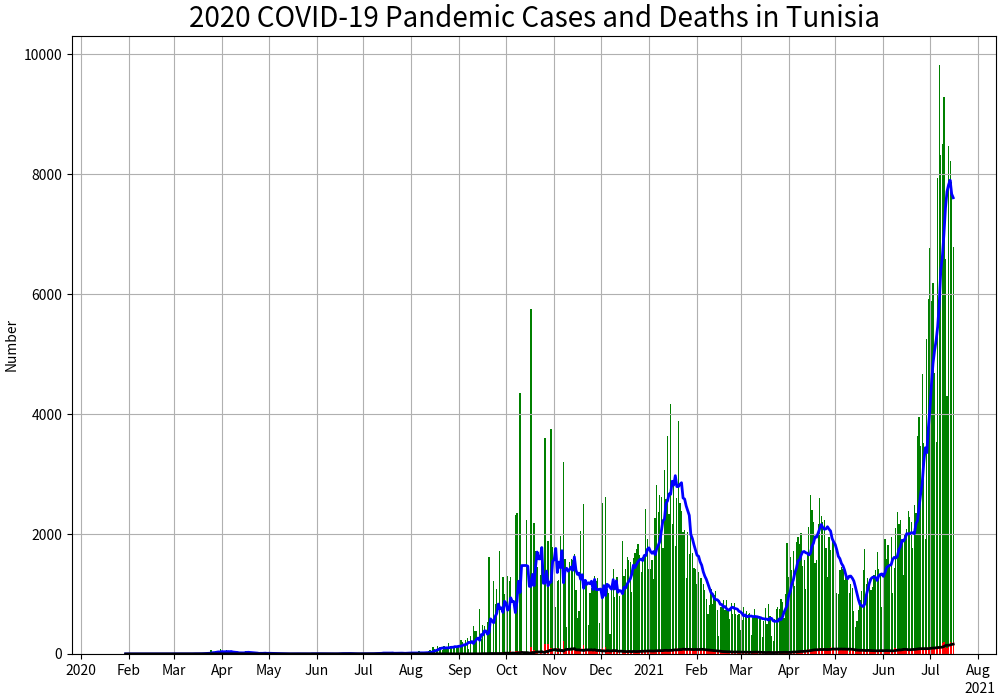 2020 COVID-19 Pandemic Cases and Deaths in Tunisia
Number
10000
8000
6000
4000
2000
0
2020 Feb Mar Apr May Jun Jul Aug Sep Oct Nov Dec 2021 Feb Mar Apr May Jun Jul Aug
2021